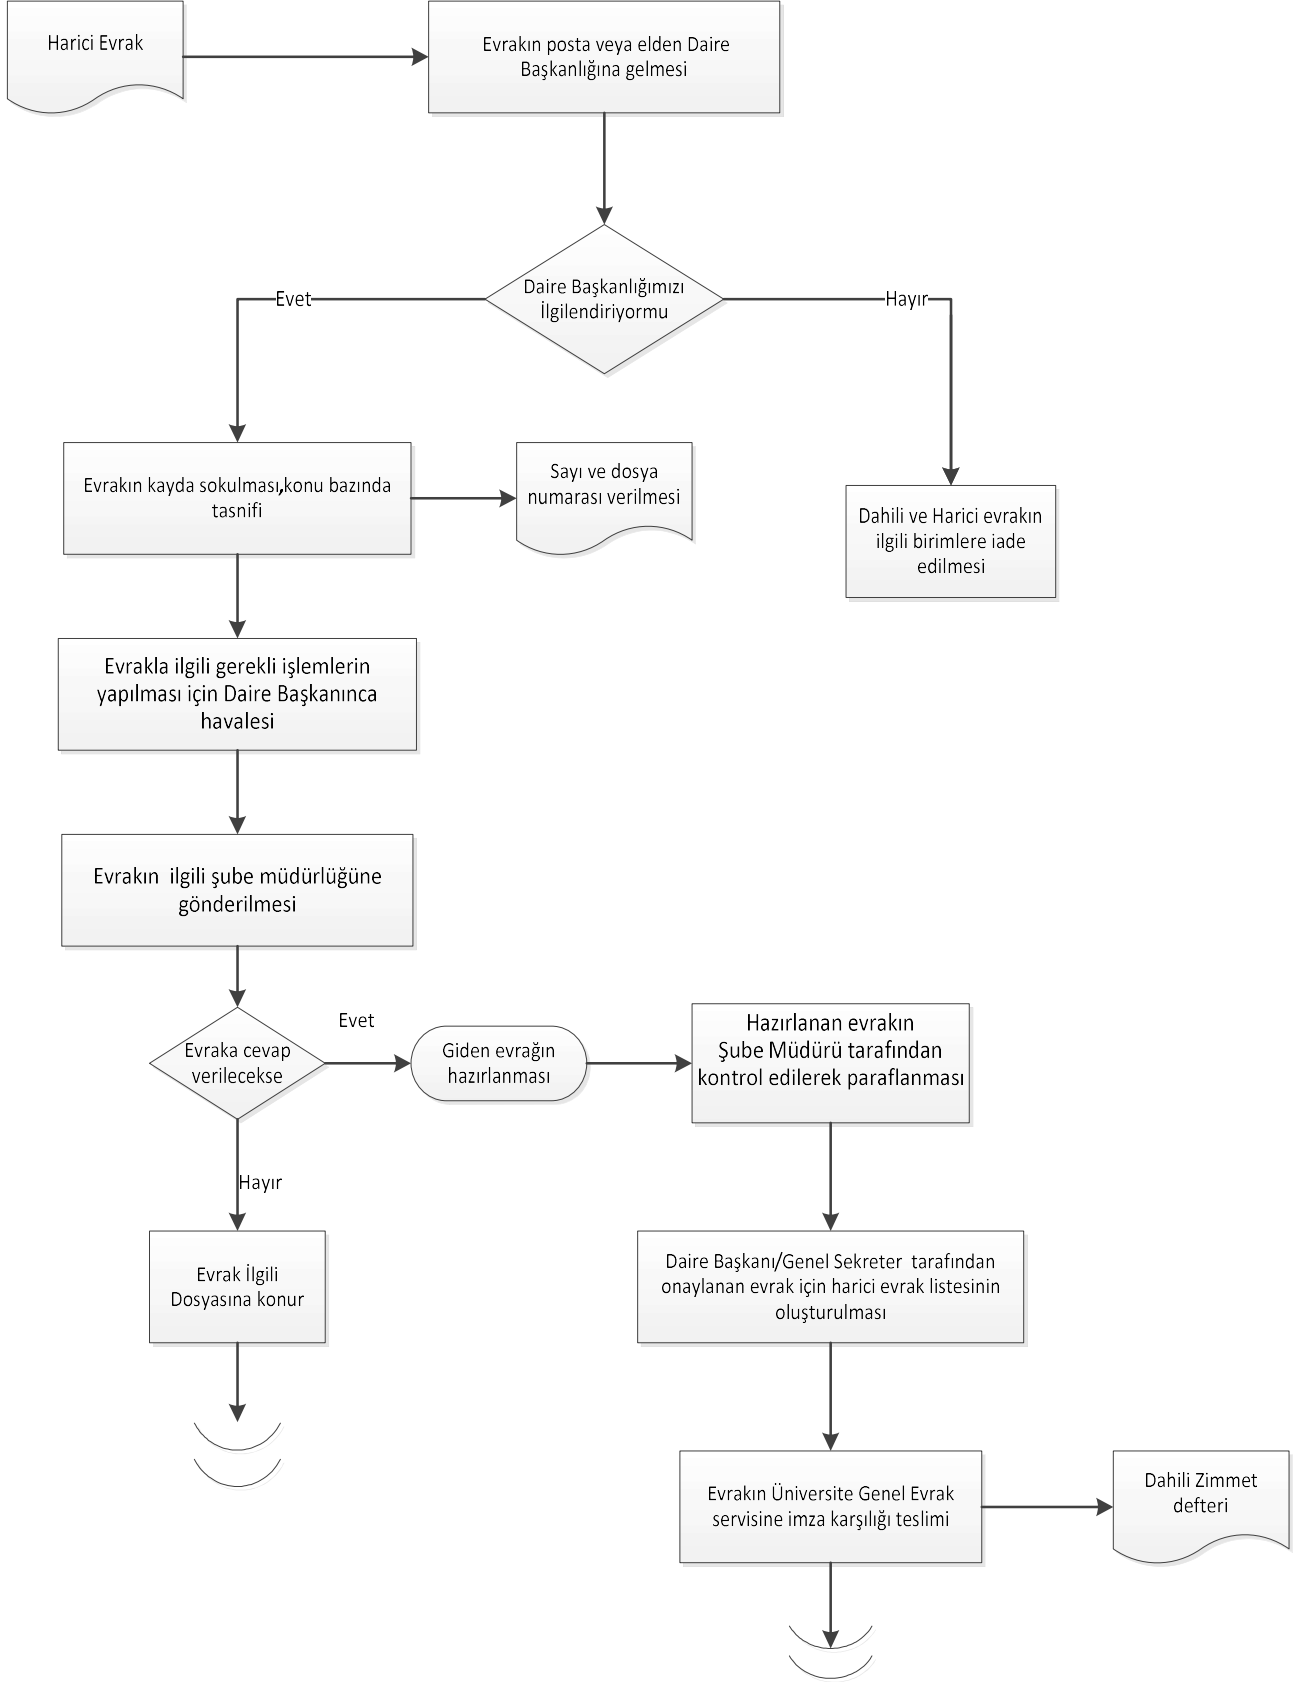 Harici Evrak
Evrakın posta veya elden Daire
Başkanlığına gelmesi
Daire Başkanlığımızı
İlgilendiriyormu
Evet
Hayır
Evrakın kayda sokulması,konu bazında
tasnifi
Sayı ve dosya
numarası verilmesi
Dahili ve Harici evrakın
ilgili birimlere iade
edilmesi
Evrakla ilgili gerekli işlemlerin
yapılması için Daire Başkanınca
havalesi
Evrakın ilgili şube müdürlüğüne
gönderilmesi
Evraka cevap
verilecekse
Evet
Giden evrağın
hazırlanması
Hazırlanan evrakın
Şube Müdürü tarafından
kontrol edilerek paraflanması
Hayır
Evrak İlgili
Dosyasına konur
Daire Başkanı/Genel Sekreter tarafından
onaylanan evrak için harici evrak listesinin
oluşturulması
Evrakın Üniversite Genel Evrak
servisine imza karşılığı teslimi
Dahili Zimmet
defteri